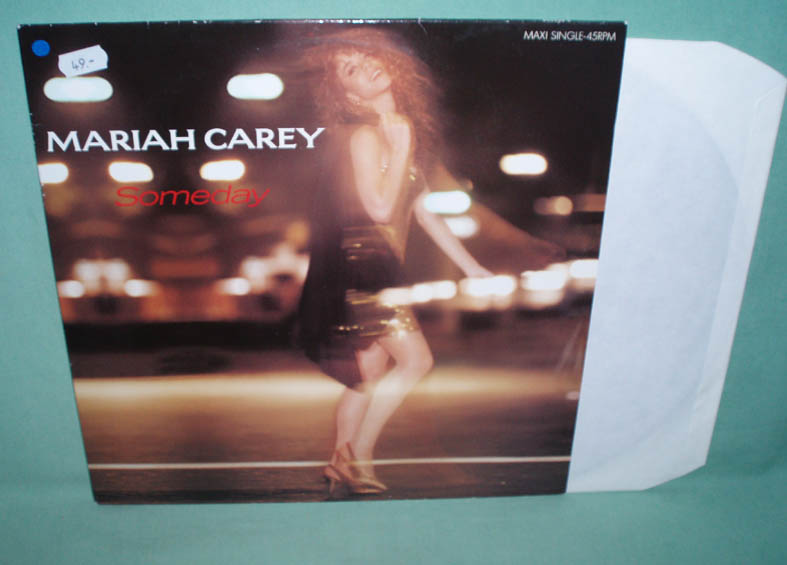 49.-
MAXI SINGLE-45RPM
MARIAH CAREY
Someday